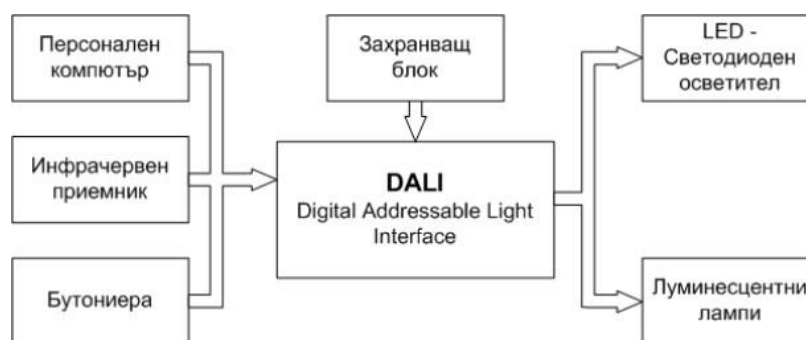 Персонален
компютър
Захранващ
блок
LED -
Светодиоден
осветител
Инфрачервен
приемник
DALI
Digital Addressable Light
Interface
Бутониера
Луминесцентни
лампи